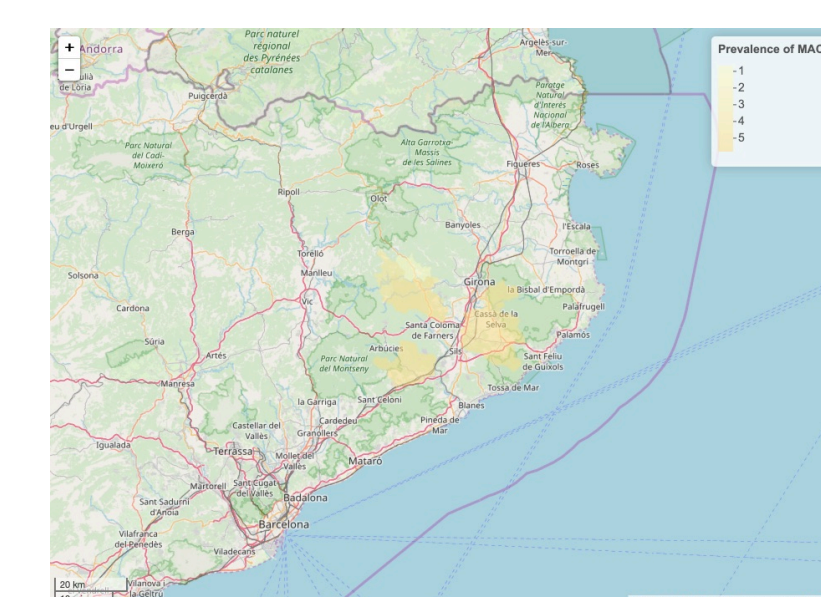 +
−
Andorra
ulià
de Lòria
Parc naturel
régional
des Pyrénées
catalanes
Argelès-sur-
Mer
Prevalence of MAC
1
2
3
4
5
Puigcerdà
Paratge
Natural
d'Interès
Nacional
de l'Albera
eu d'Urgell
Parc Natural
del Cadí-
Moixeró
Alta Garrotxa-
Massís
de les Salines
Figueres
Roses
Ripoll
Olot
Berga
Banyoles
l'Escala
Torelló
Torroella de
Montgrí
Manlleu
Solsona
Girona
la Bisbal d'Empordà
Vic
Cardona
Palafrugell
Cassà de la
Selva
Santa Coloma
de Farners
Palamós
Súria
Arbúcies
Sils
Artés
Parc Natural
del Montseny
Sant Feliu
de Guíxols
Manresa
Tossa de Mar
Sant Celoni
la Garriga
Blanes
Cardedeu
Pineda de
Mar
Castellar del
Vallès
Granollers
Igualada
Terrassa
Mollet del
Vallès
Mataró
Martorell
Sant Cugat
del Vallès
Badalona
Sant Sadurní
d'Anoia
Barcelona
Vilafranca
del Penedès
Viladecans
20 km
Vilanova i
la Geltrú